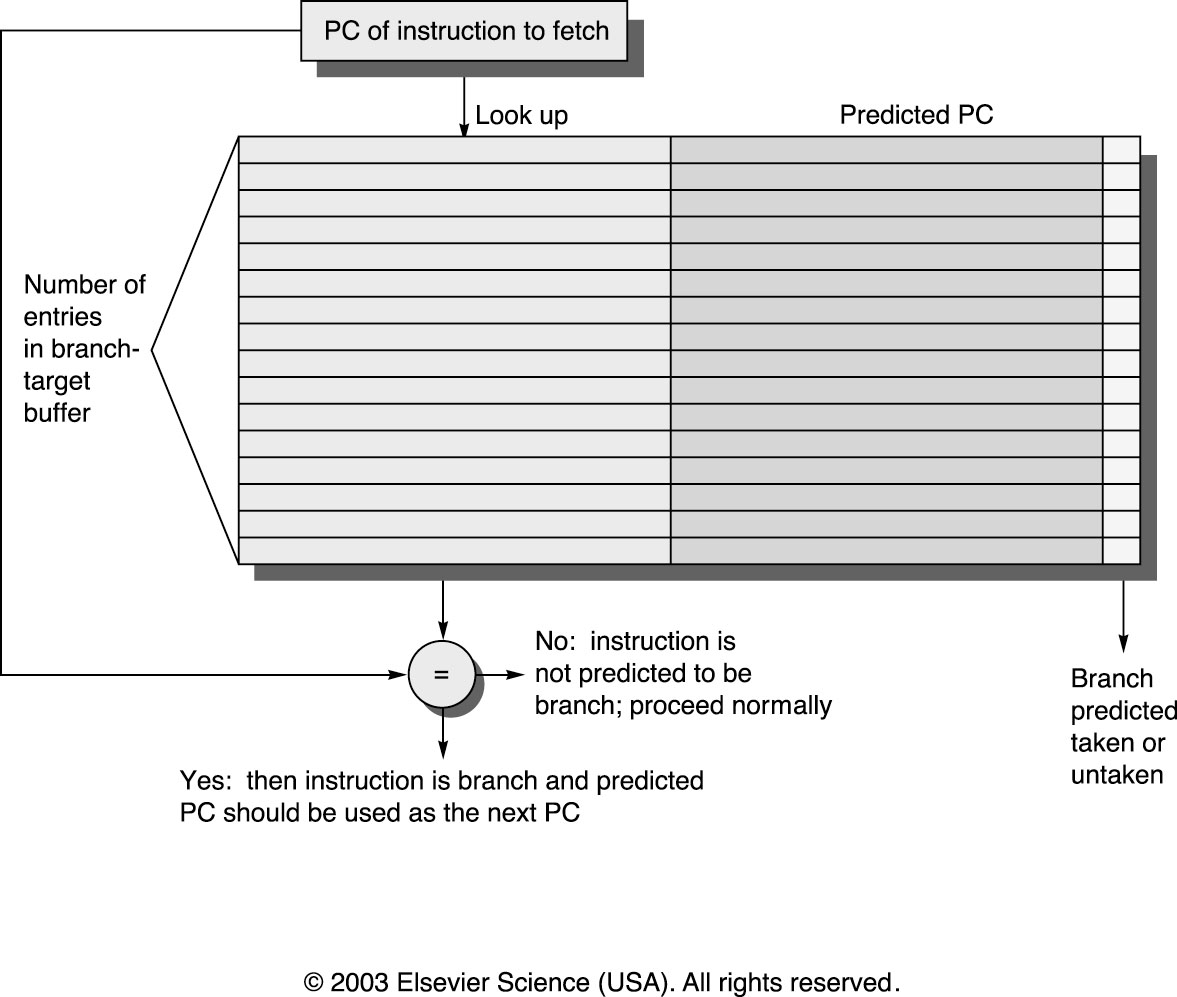 PC of instruction to fetch
Look up
Predicted PC
Number of
entries
in branch-
target
buffer
=
No: instruction is
not predicted to be
branch; proceed normally
Branch
predicted
taken or
untaken
Yes: then instruction is branch and predicted
PC should be used as the next PC
© 2003 Elsevier Science (USA). All rights reserved.